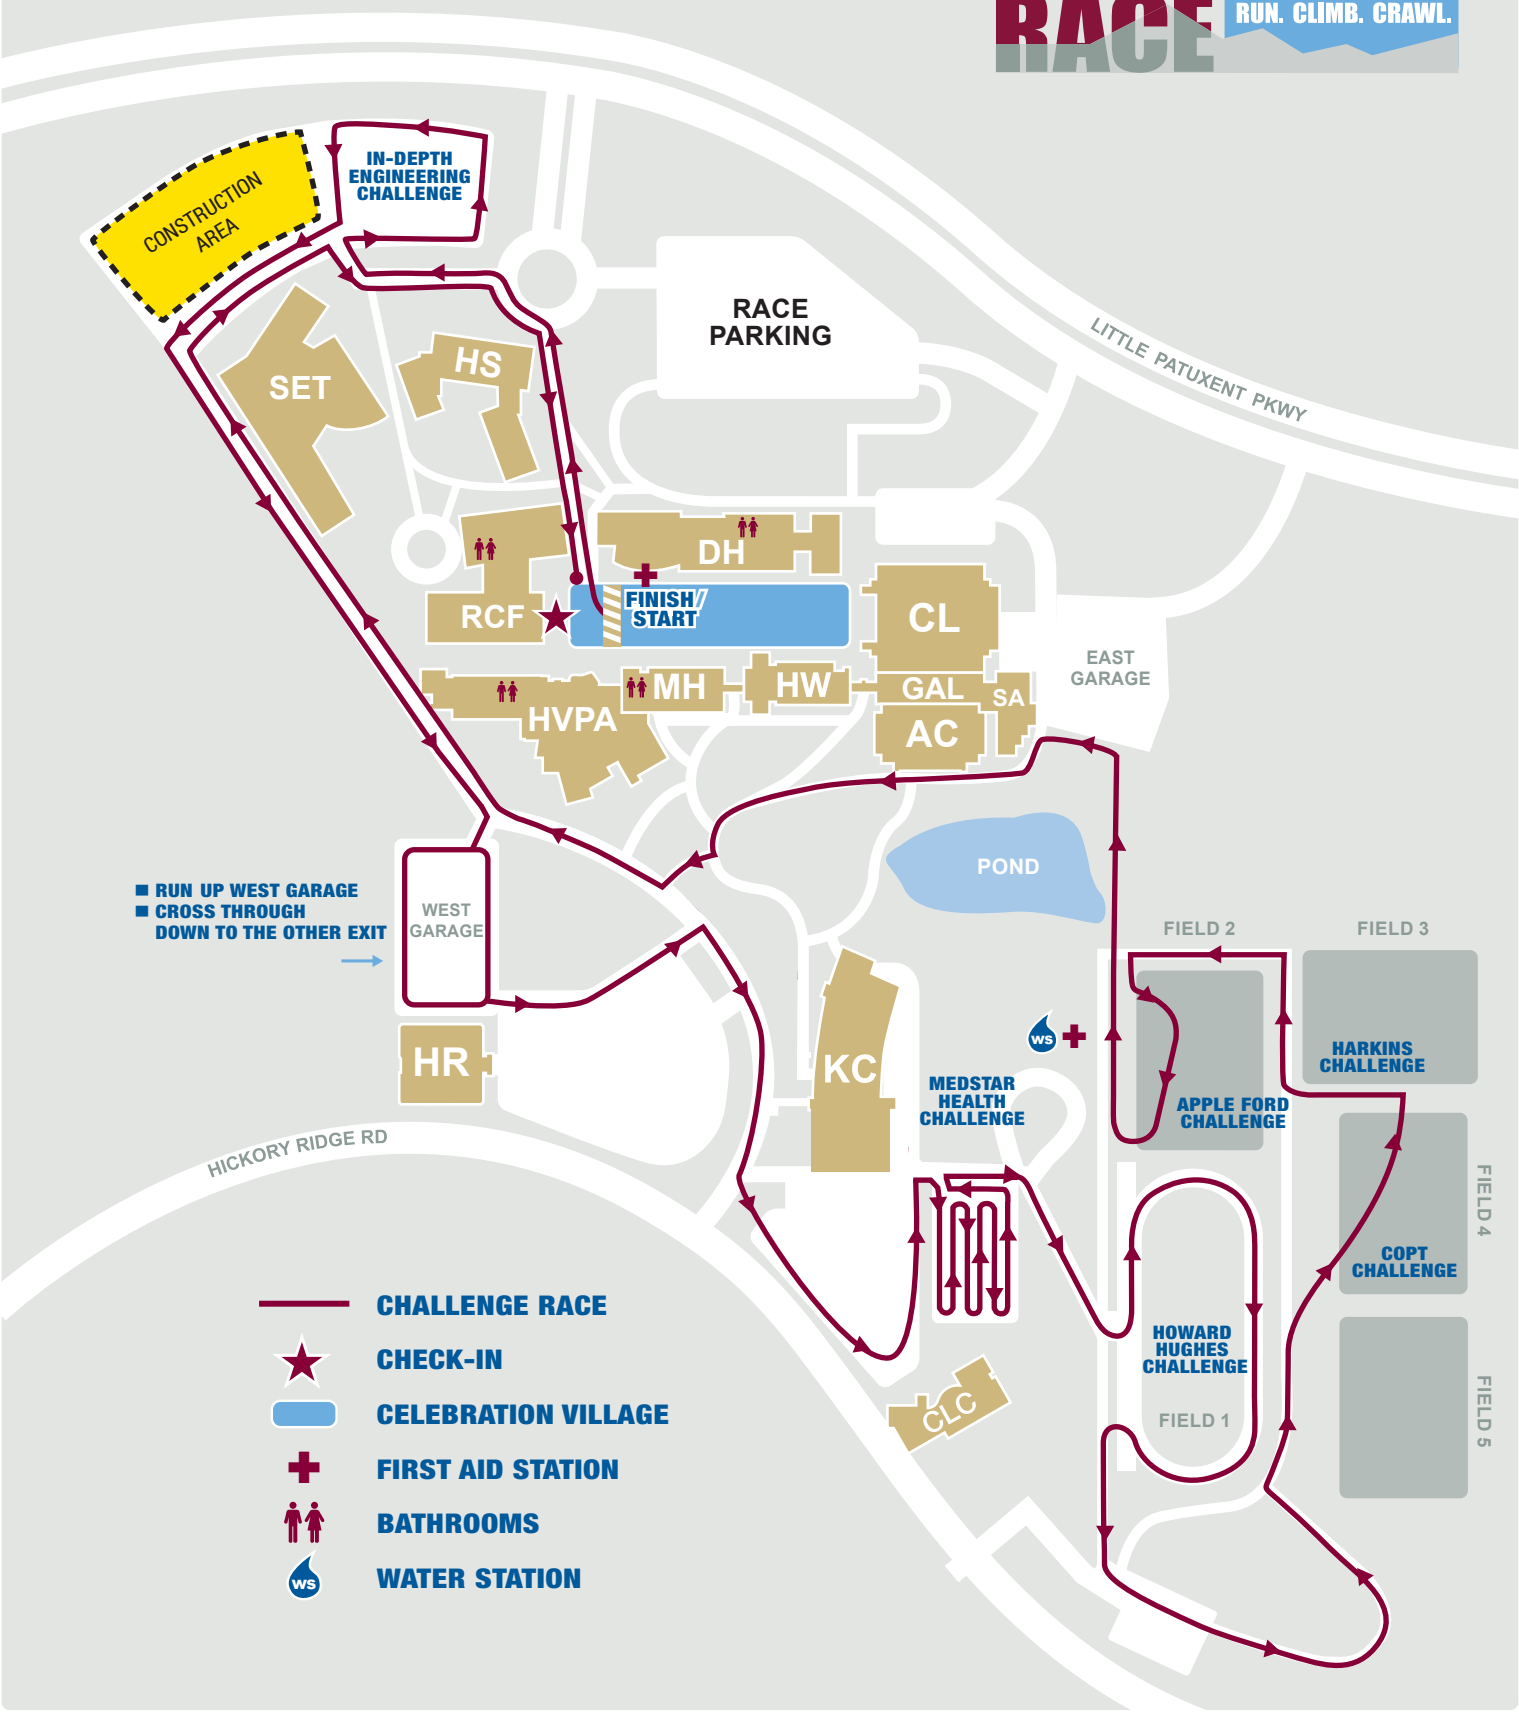 RACE
RUN. CLIMB. CRAWL.
IN-DEPTH
ENGINEERING
CHALLENGE
CONSTRUCTION
AREA
RACE
PARKING
LITTLE PATUXENT PKWY
SET
HS
DH
FINISH/
START
RCF
CL
EAST
GARAGE
MH
HW
GAL
SA
HVPA
AC
POND
RUN UP WEST GARAGE
CROSS THROUGH
DOWN TO THE OTHER EXIT
WEST
GARAGE
FIELD 2
FIELD 3
HR
KC
WS
HARKINS
CHALLENGE
MEDSTAR
HEALTH
CHALLENGE
APPLE FORD
CHALLENGE
HICKORY RIDGE RD
FIELD 4
COPT
CHALLENGE
HOWARD
HUGHES
CHALLENGE
FIELD 1
FIELD 5
CLC
CHALLENGE RACE
CHECK-IN
CELEBRATION VILLAGE
FIRST AID STATION
BATHROOMS
WS
WATER STATION